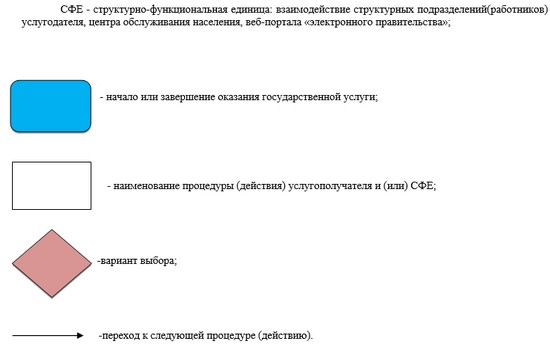 СФЕ - структурно-функциональная единица: взаимодействие структурных подразделений(работников)
услугодателя, центра обслуживания населения, веб-портала «электронного правительства»;
- начало или завершение оказания государственной услуги;
- наименование процедуры (действия) услугополучателя и (или) СФЕ;
-вариант выбора;
-переход к следующей процедуре (действию).